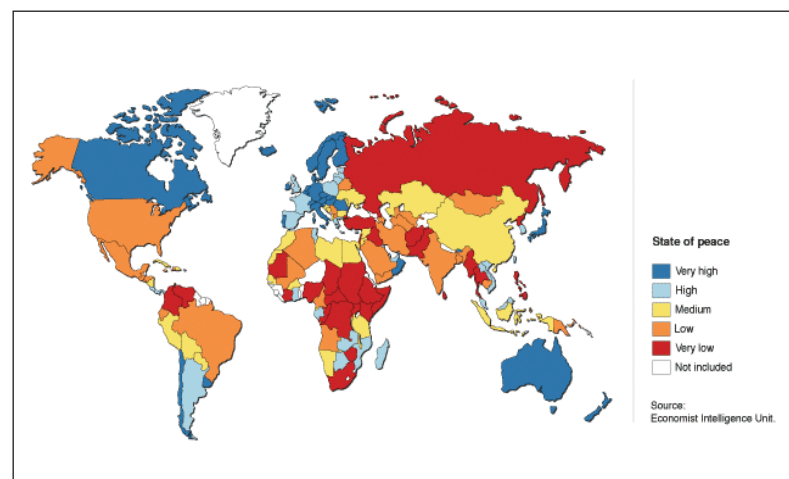 State of peace
Very high
High
Medium
Low
Very low
Not included
Source:
Economist Intelligence Unit.